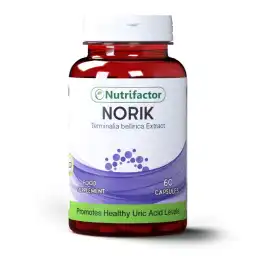 Nutrifactor
NORIK
Terminalia bellirica Extract
FOOD
SUPPLEMENT
60
CAPSULES
Promotes Healthy Uric Acid Levels